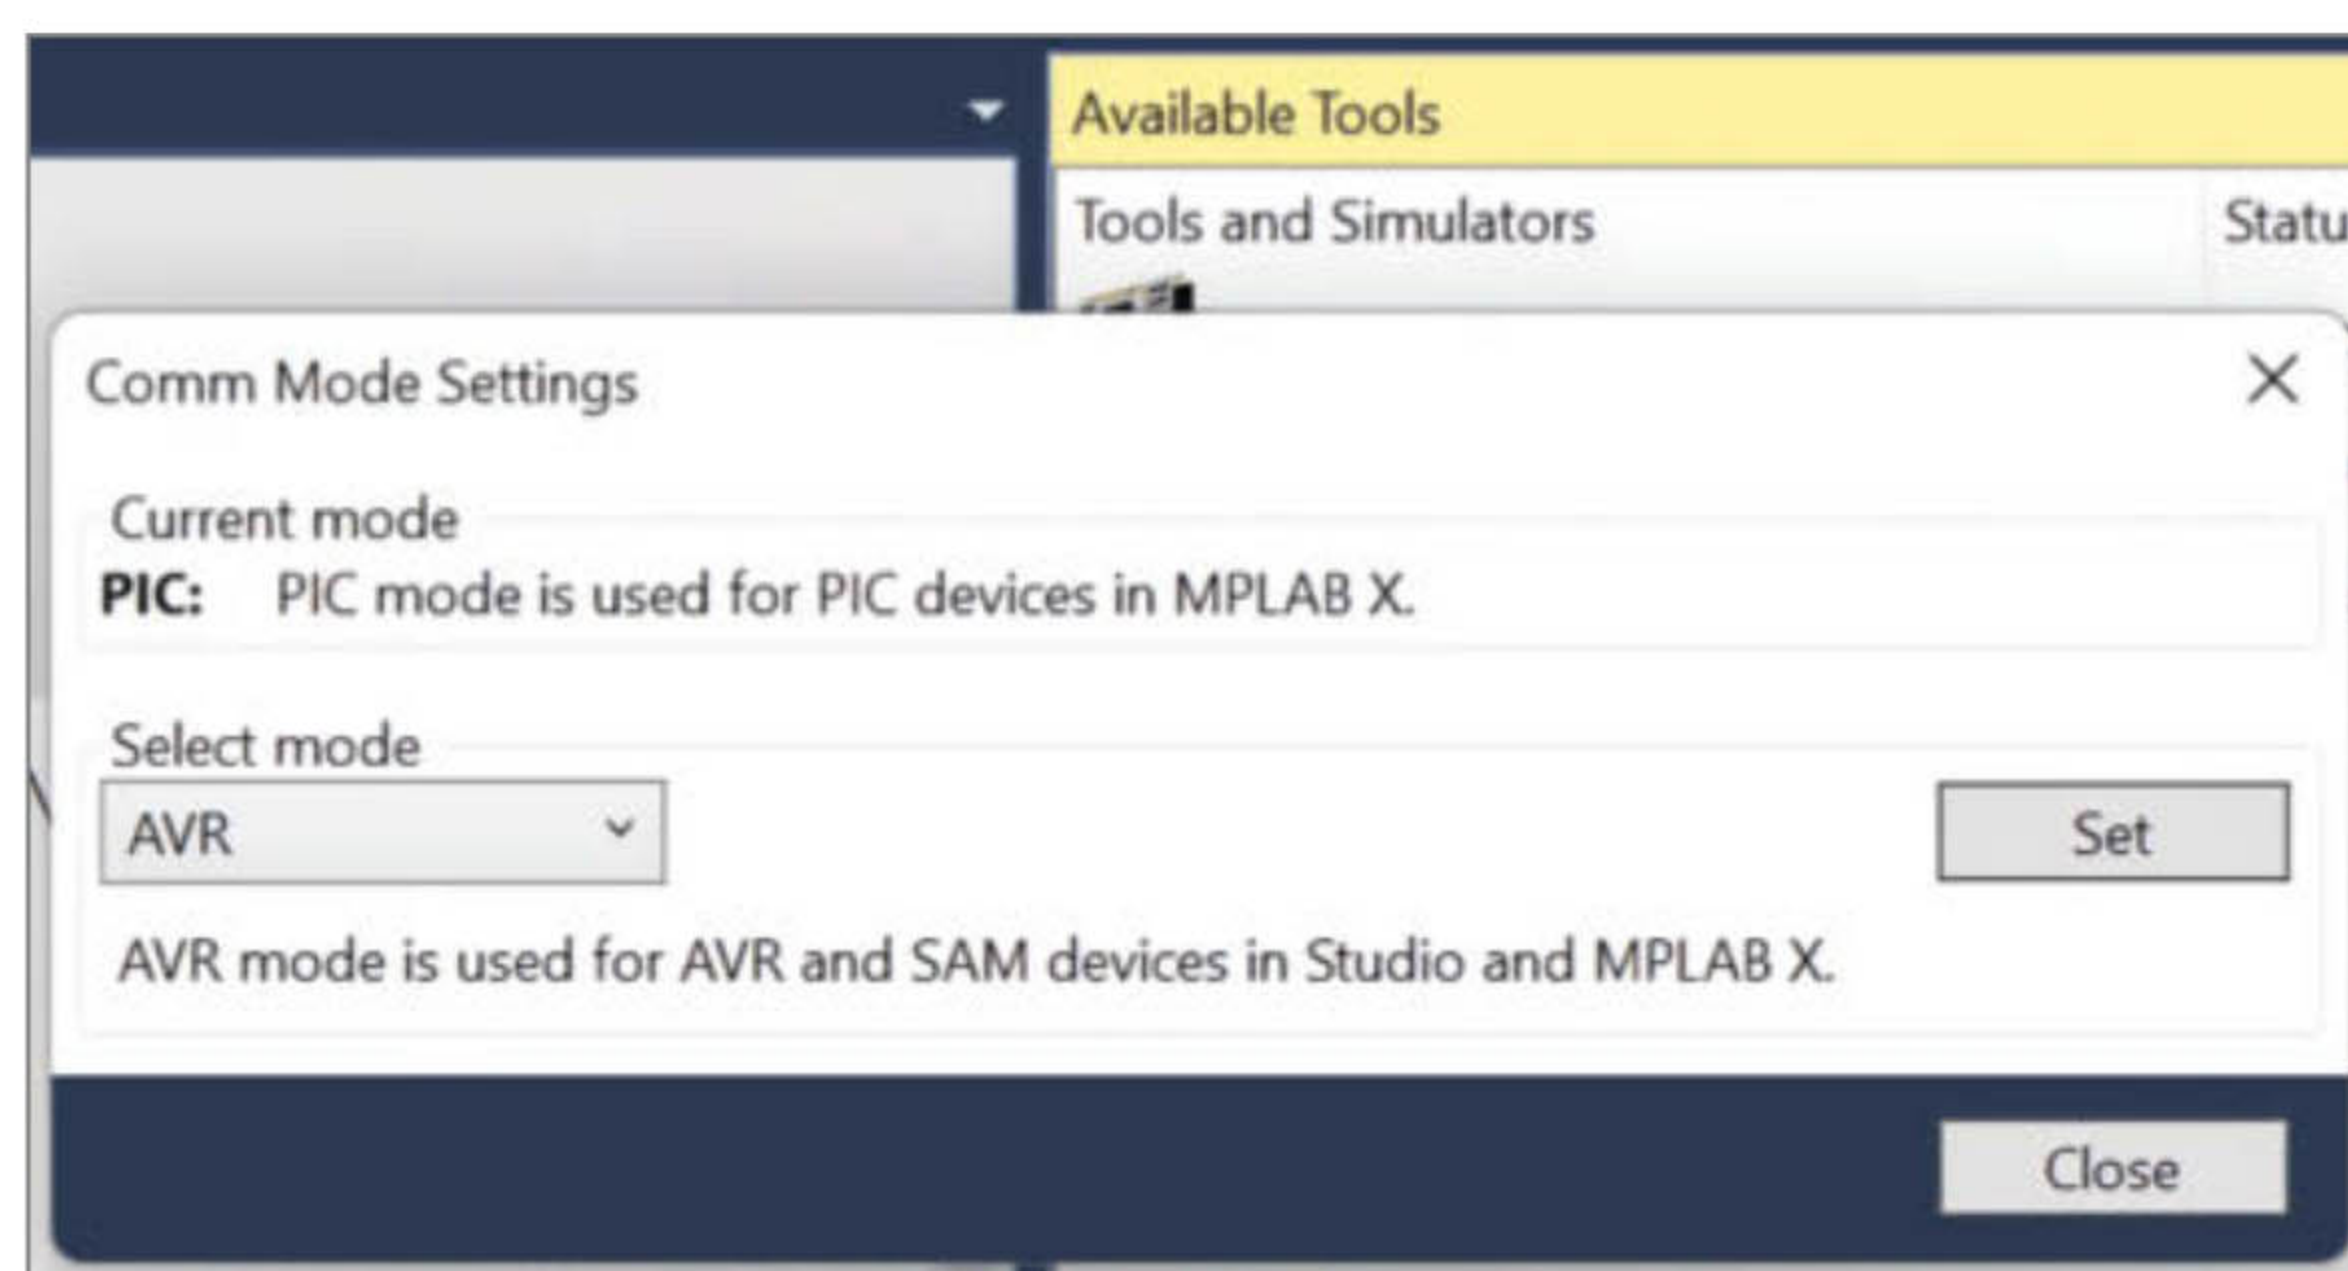 Available Tools
Tools and Simulators
Statu
Comm Mode Settings
Current mode
PIC: PIC mode is used for PIC devices in MPLAB X.
Select mode
AVR
Set
AVR mode is used for AVR and SAM devices in Studio and MPLAB X.
Close